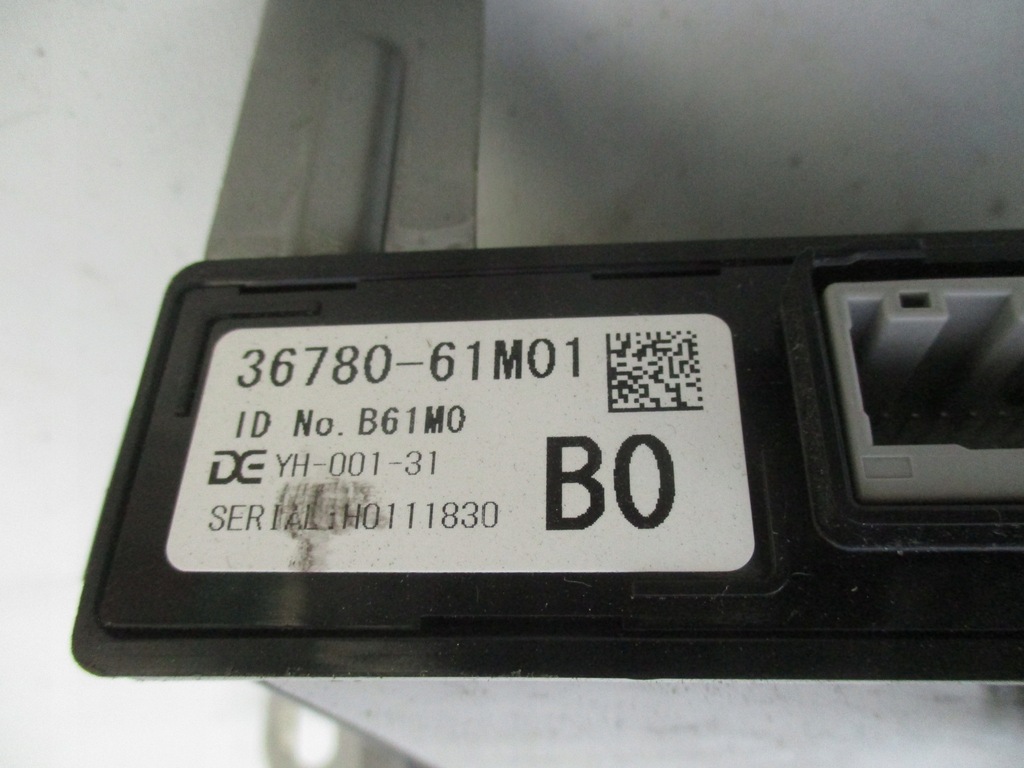 36780-61M01
ID No. B61M0
DE YH-001-31
B0
SERIAL:H0111830